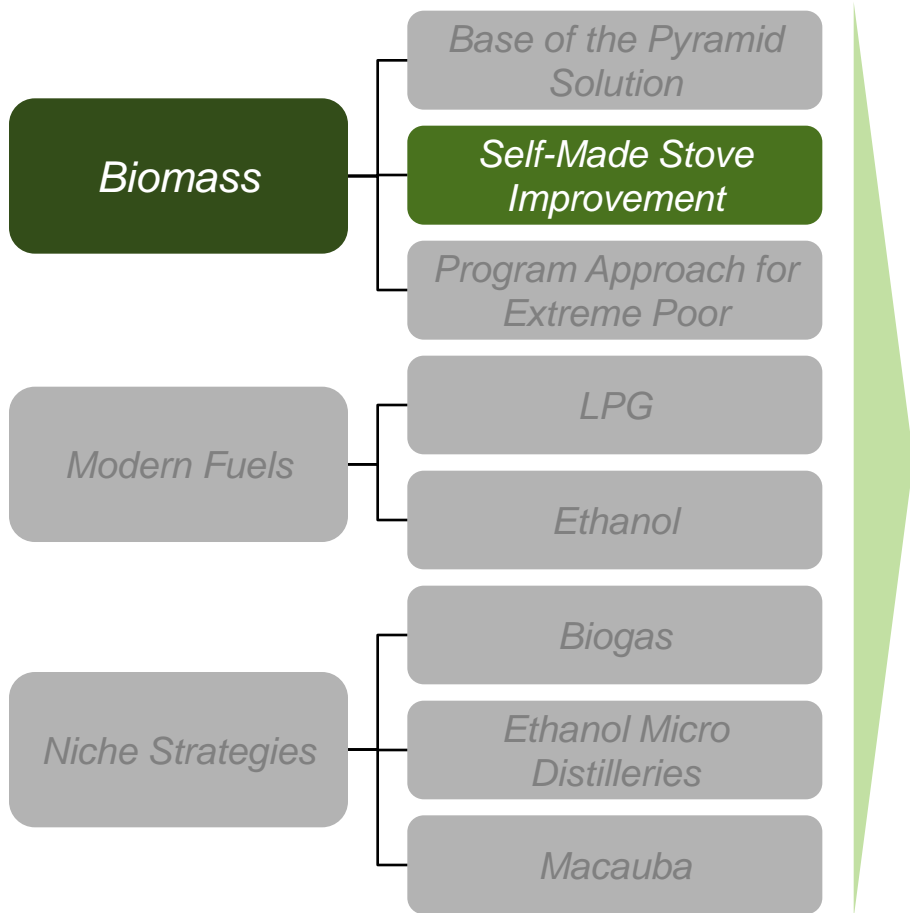 Base of the Pyramid
Solution
Biomass
Self-Made Stove
Improvement
Program Approach for
Extreme Poor
Modern Fuels
LPG
Ethanol
Niche Strategies
Biogas
Ethanol Micro
Distilleries
Macauba